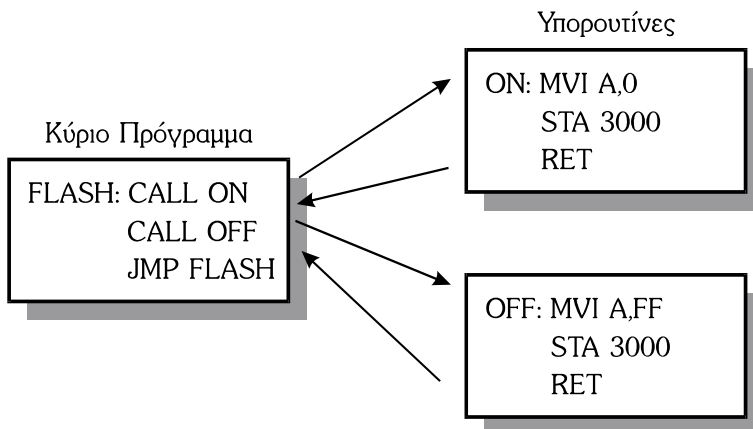 Υπορουτίνες
ON: MVI A,0
STA 3000
RET
Κύριο Πρόγραμμα
FLASH: CALL ON
CALL OFF
JMP FLASH
OFF: MVI A,FF
STA 3000
RET